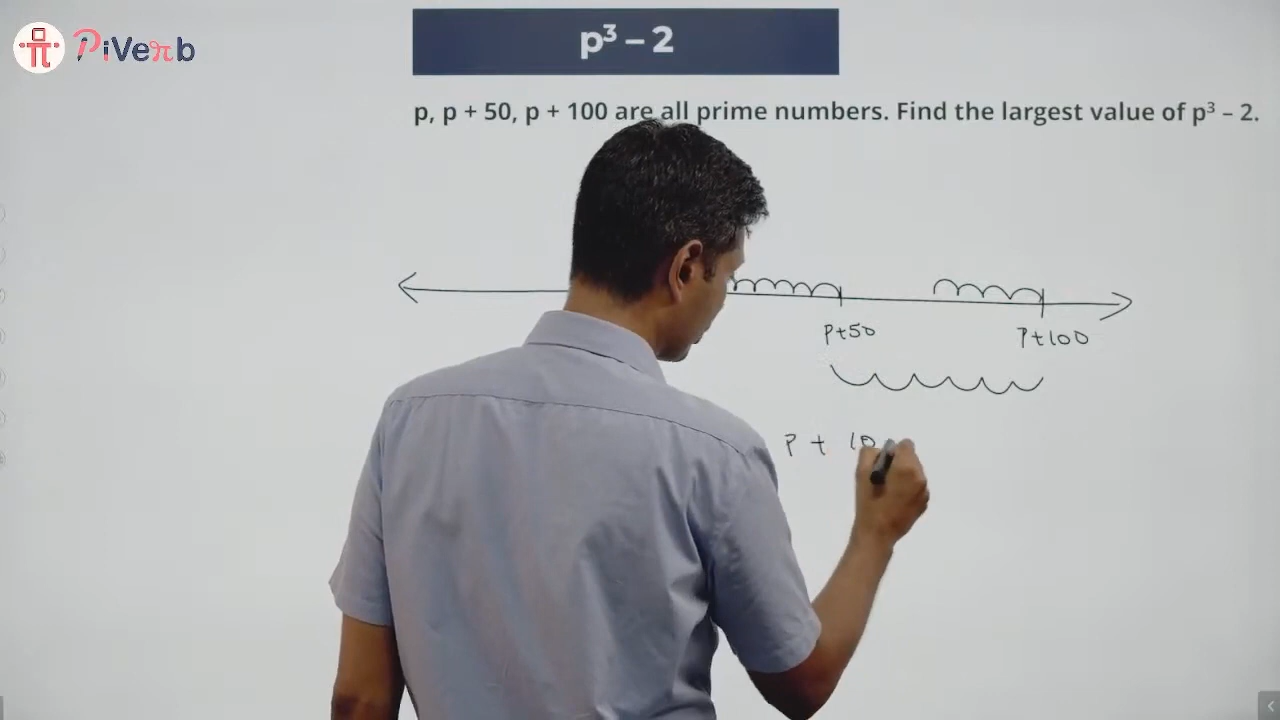 PiVerb
p³ – 2
p, p + 50, p + 100 are all prime numbers. Find the largest value of p³ – 2.
P+50
P+100
P + 10